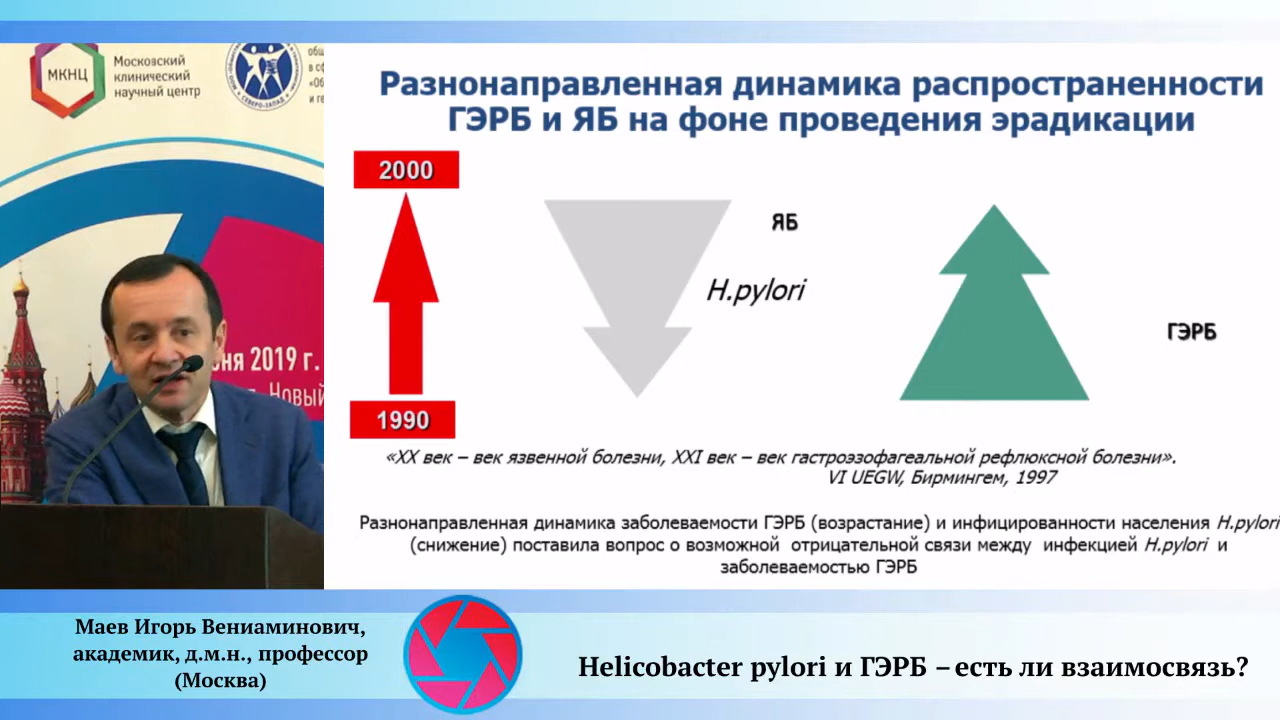 МКНЦ
Московский
клинический
научный центр
СЕВЕРО-ЗАПАД
2019 г.
Новый
Разнонаправленная динамика распространенности
ГЭРБ и ЯБ на фоне проведения эрадикации
2000
ЯБ
H.pylori
ГЭРБ
1990
«XX век – век язвенной болезни, XXI век – век гастроэзофагеальной рефлюксной болезни».
VI UEGW, Бирмингем, 1997
Разнонаправленная динамика заболеваемости ГЭРБ (возрастание) и инфицированности населения H.pylori
(снижение) поставила вопрос о возможной отрицательной связи между инфекцией H.pylori и
заболеваемостью ГЭРБ
Маев Игорь Вениаминович,
академик, д.м.н., профессор
(Москва)
Helicobacter pylori и ГЭРБ – есть ли взаимосвязь?